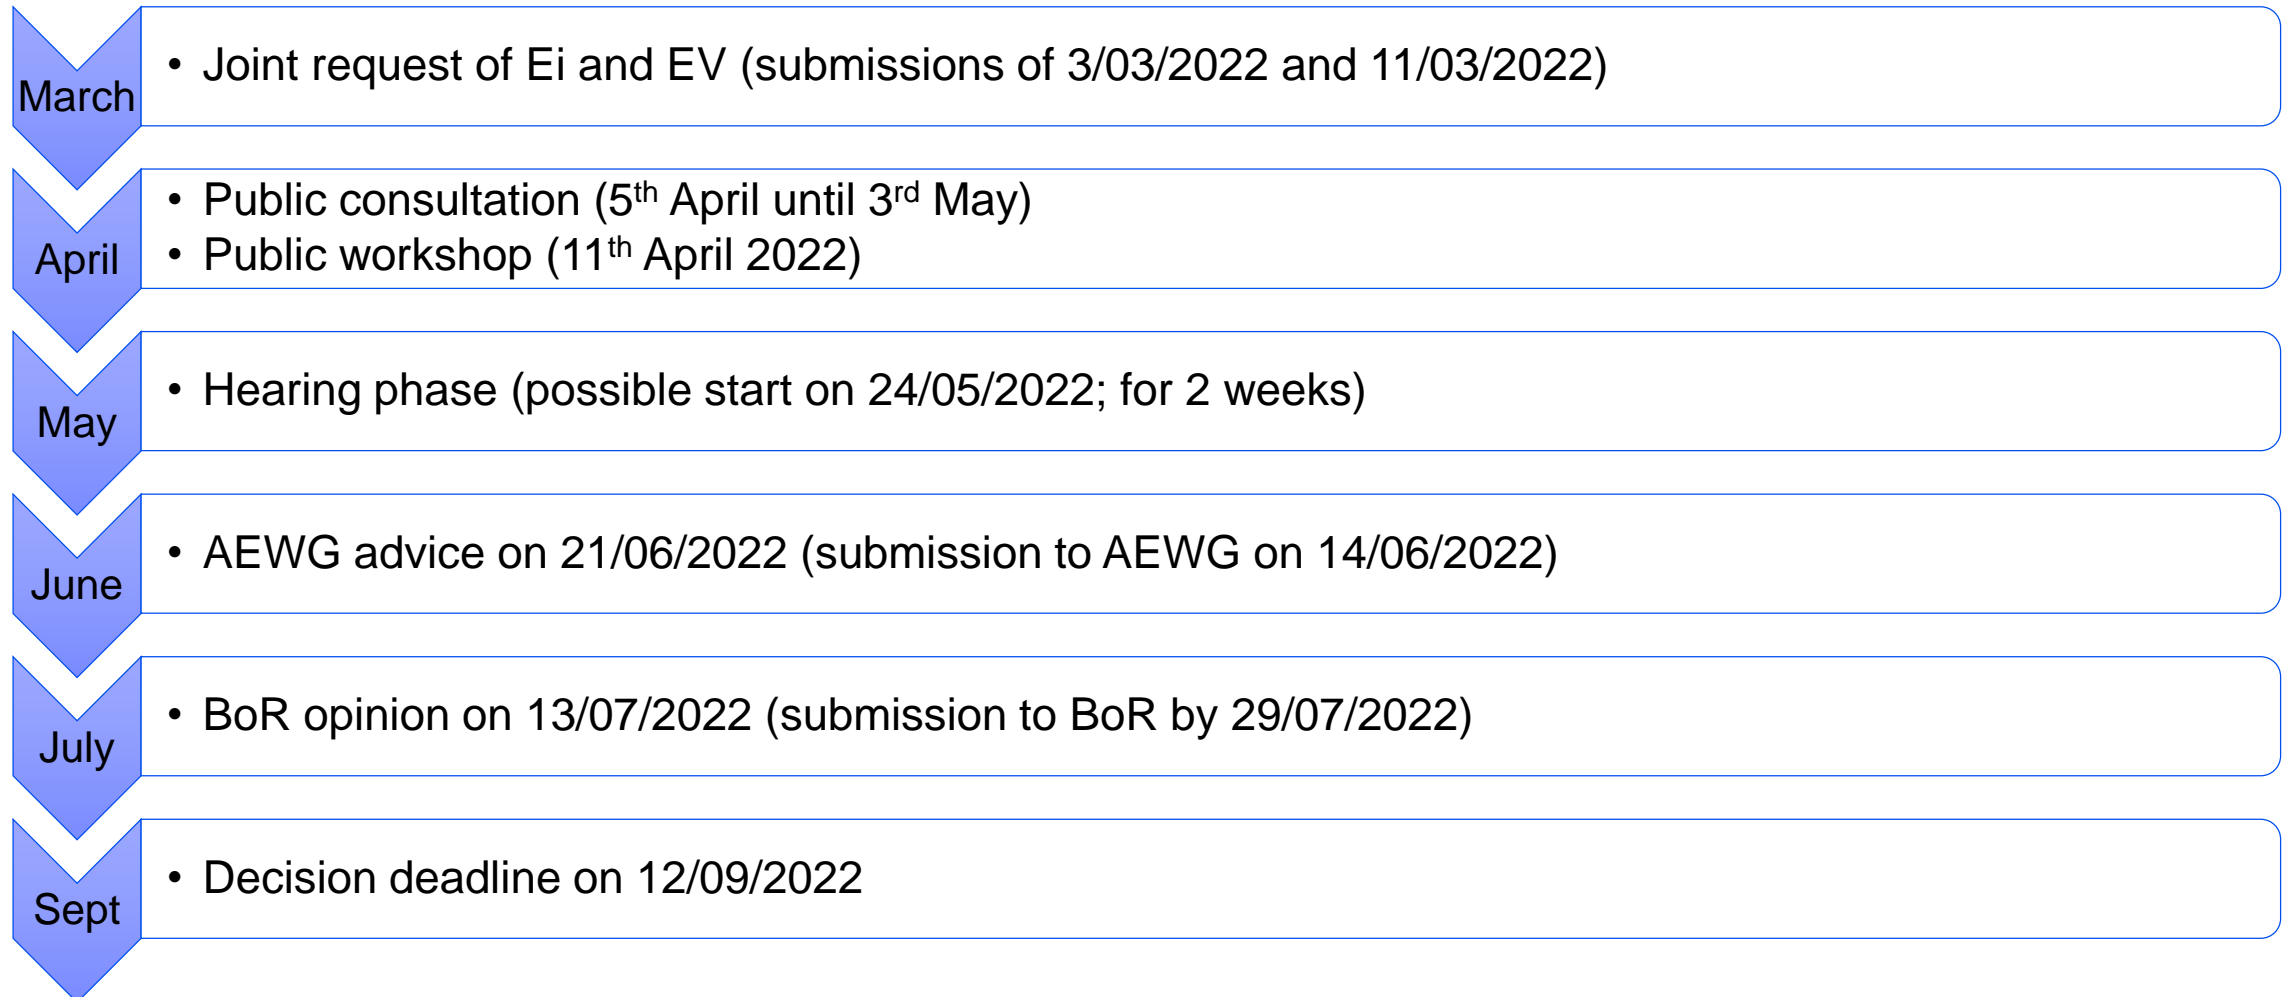 March
• Joint request of Ei and EV (submissions of 3/03/2022 and 11/03/2022)
April
• Public consultation (5th April until 3rd May)
• Public workshop (11th April 2022)
May
• Hearing phase (possible start on 24/05/2022; for 2 weeks)
June
• AEWG advice on 21/06/2022 (submission to AEWG on 14/06/2022)
July
• BoR opinion on 13/07/2022 (submission to BoR by 29/07/2022)
Sept
• Decision deadline on 12/09/2022